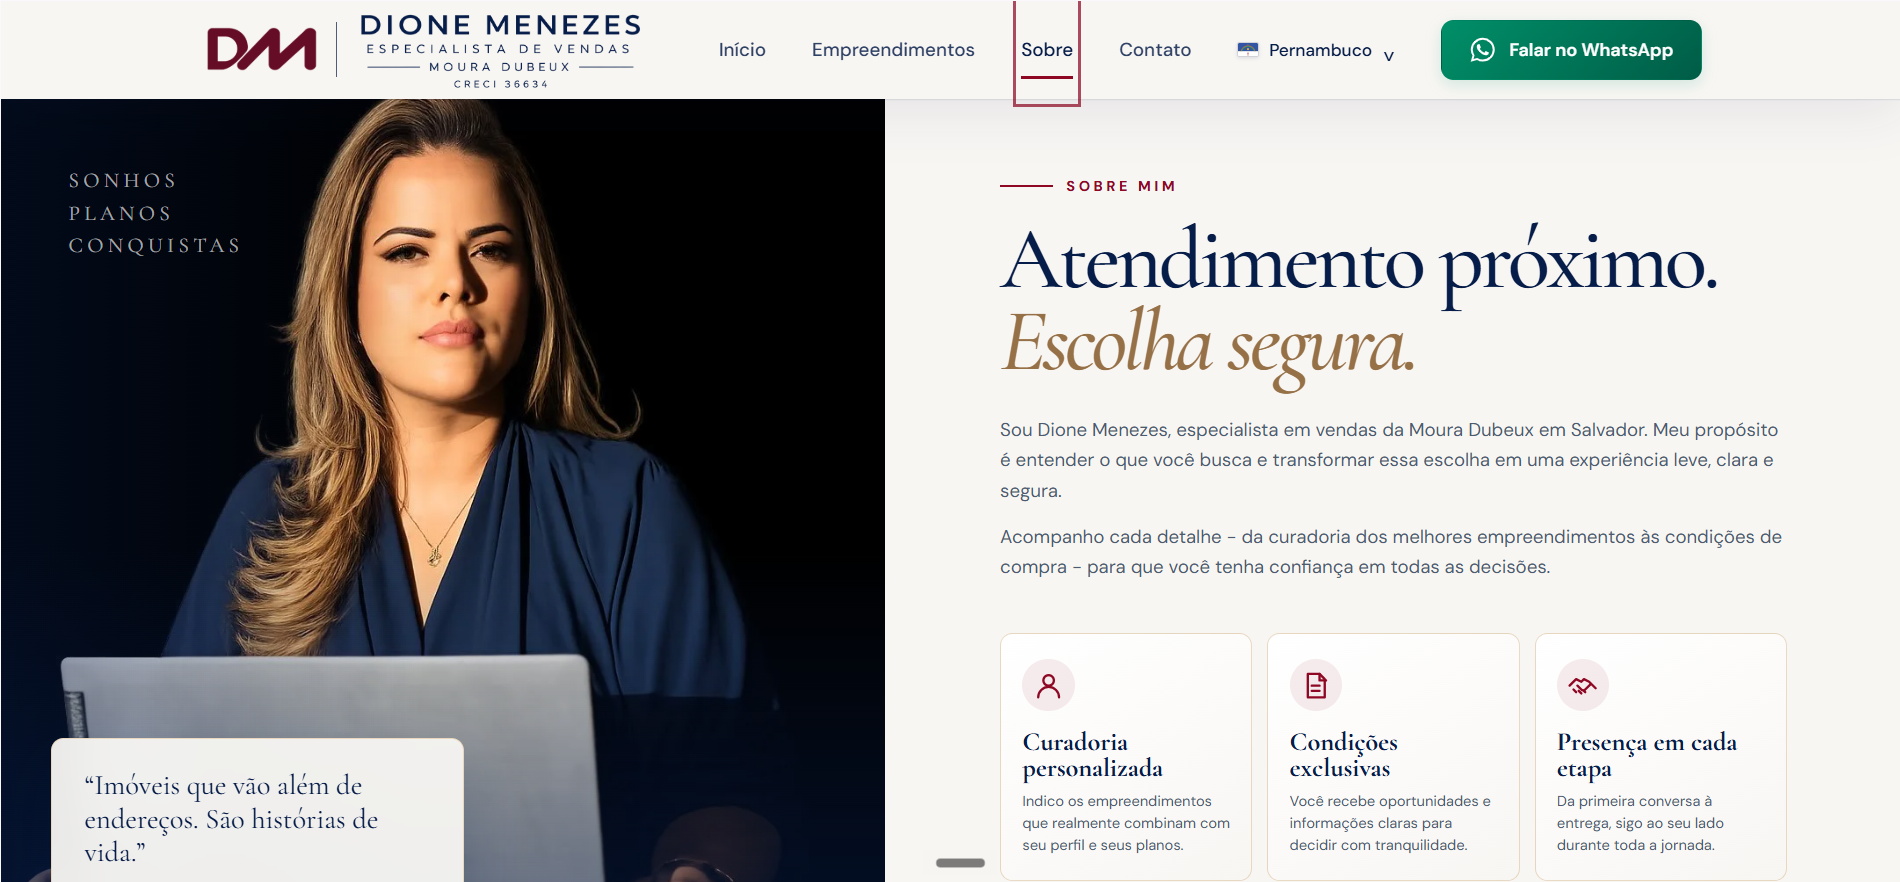 DM
DIONE MENEZES
ESPECIALISTA DE VENDAS
MOURA DUBEUX
CRECI 36634
Início
Empreendimentos
Sobre
Contato
Pernambuco
Falar no WhatsApp
SONHOS
PLANOS
CONQUISTAS
“Imóveis que vão além de
endereços. São histórias de
vida.”
SOBRE MIM
Atendimento próximo.
Escolha segura.
Sou Dione Menezes, especialista em vendas da Moura Dubeux em Salvador. Meu propósito
é entender o que você busca e transformar essa escolha em uma experiência leve, clara e
segura.
Acompanho cada detalhe - da curadoria dos melhores empreendimentos às condições de
compra - para que você tenha confiança em todas as decisões.
Curadoria
personalizada
Indico os empreendimentos
que realmente combinam com
seu perfil e seus planos.
Condições
exclusivas
Você recebe oportunidades e
informações claras para
decidir com tranquilidade.
Presença em cada
etapa
Da primeira conversa à
entrega, sigo ao seu lado
durante toda a jornada.